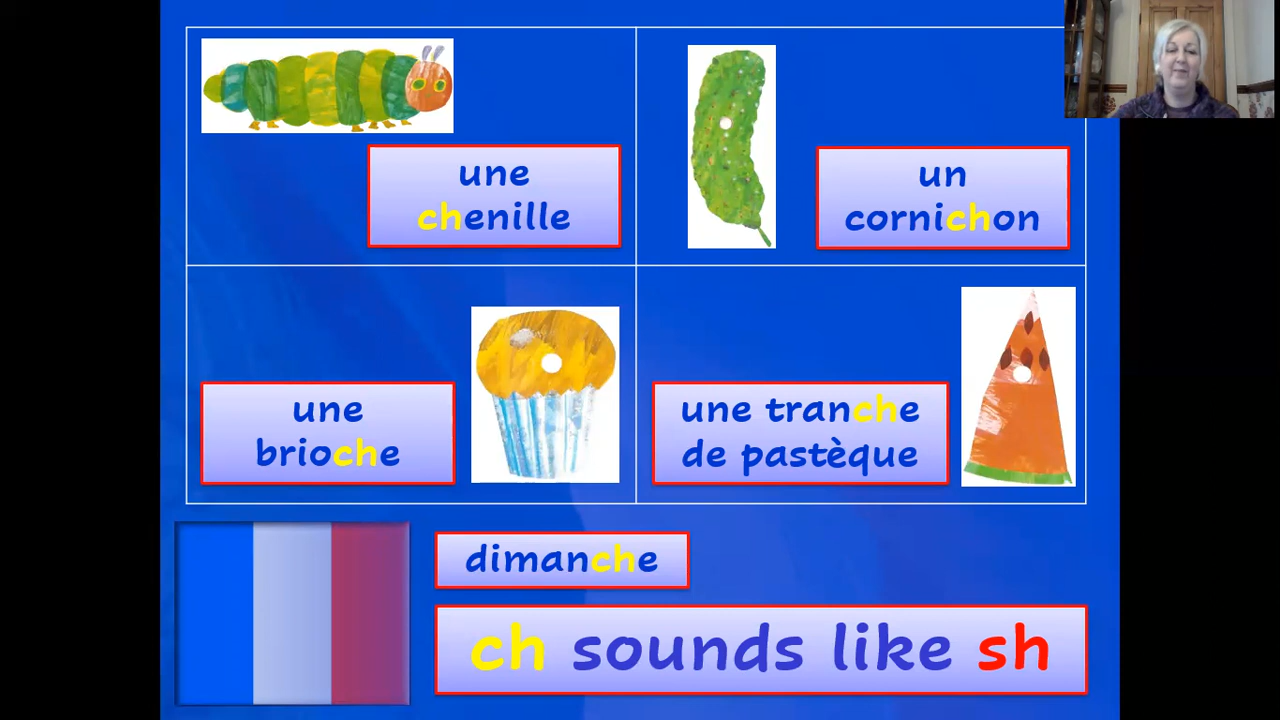 une
chenille
un
cornichon
une
brioche
une tranche
de pastèque
dimanche
ch sounds like sh